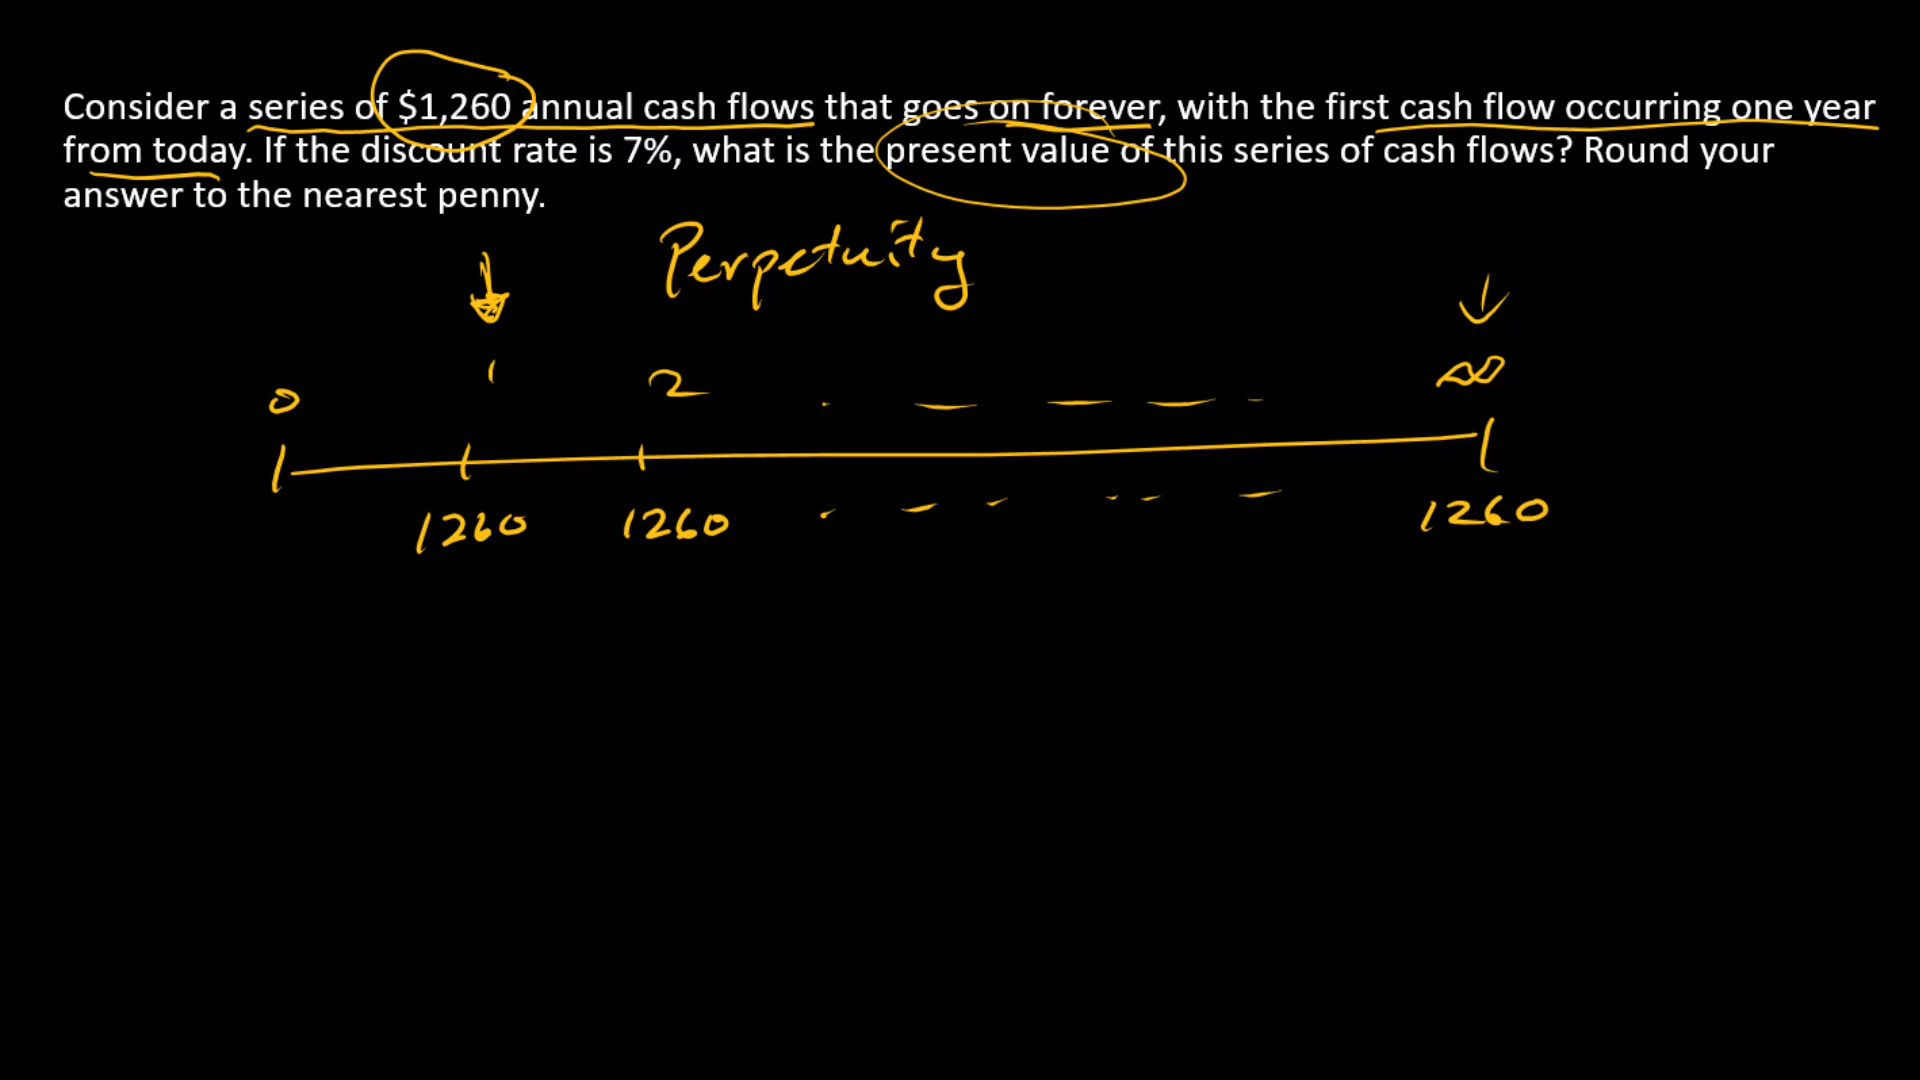 Consider a series of $1,260 annual cash flows that goes on forever, with the first cash flow occurring one year
from today. If the discount rate is 7%, what is the present value of this series of cash flows? Round your
answer to the nearest penny.
Perpetuity
0 1 2 . _ _ _ - ∞
1260 1260 . - - - - - 1260